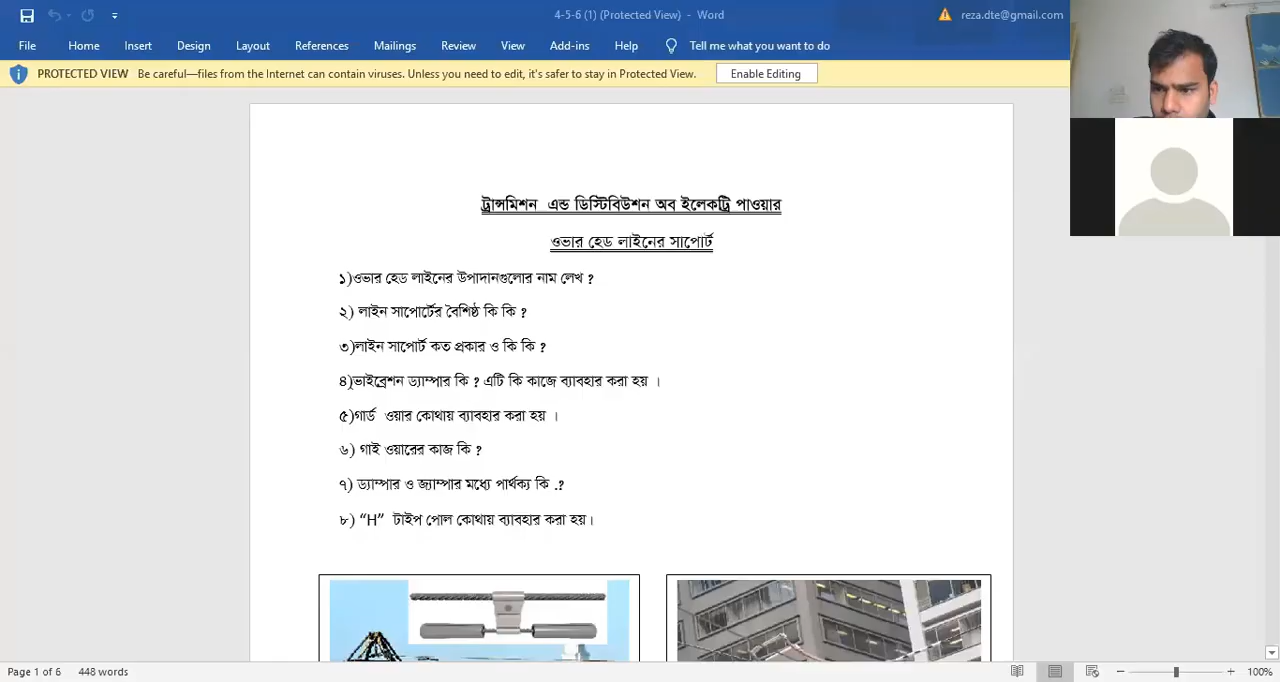 4-5-6 (1) (Protected View) - Word
reza.dte@gmail.com
File Home Insert Design Layout References Mailings Review View Add-ins Help Tell me what you want to do
PROTECTED VIEW Be careful—files from the Internet can contain viruses. Unless you need to edit, it's safer to stay in Protected View. Enable Editing
ট্রান্সমিশন এন্ড ডিস্টিবিউশন অব ইলেকট্রি পাওয়ার
ওভার হেড লাইনের সাপোর্ট
১)ওভার হেড লাইনের উপাদানগুলোর নাম লেখ ?
২) লাইন সাপোর্টের বৈশিষ্ঠ কি কি ?
৩)লাইন সাপোর্ট কত প্রকার ও কি কি ?
৪)ভাইব্রেশন ড্যাম্পার কি ? এটি কি কাজে ব্যাবহার করা হয় ।
৫)গার্ড ওয়ার কোথায় ব্যাবহার করা হয় ।
৬) গাই ওয়ারের কাজ কি ?
৭) ড্যাম্পার ও জ্যাম্পার মধ্যে পার্থক্য কি .?
৮) “H” টাইপ পোল কোথায় ব্যাবহার করা হয়।
Page 1 of 6 448 words
100%